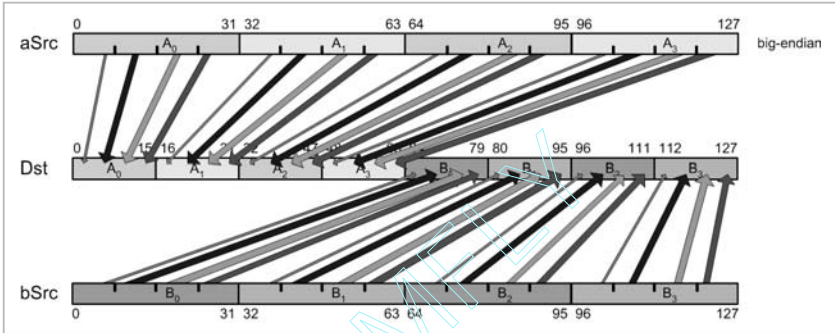 0 31 32 63 64 95 96 127
aSrc A0 A1 A2 A3 big-endian
0 15 16 79 80 95 96 111 112 127
Dst A0 A1 A2 A3 B0 B1 B2 B3
bSrc B0 B1 B2 B3
0 31 32 63 64 95 96 127